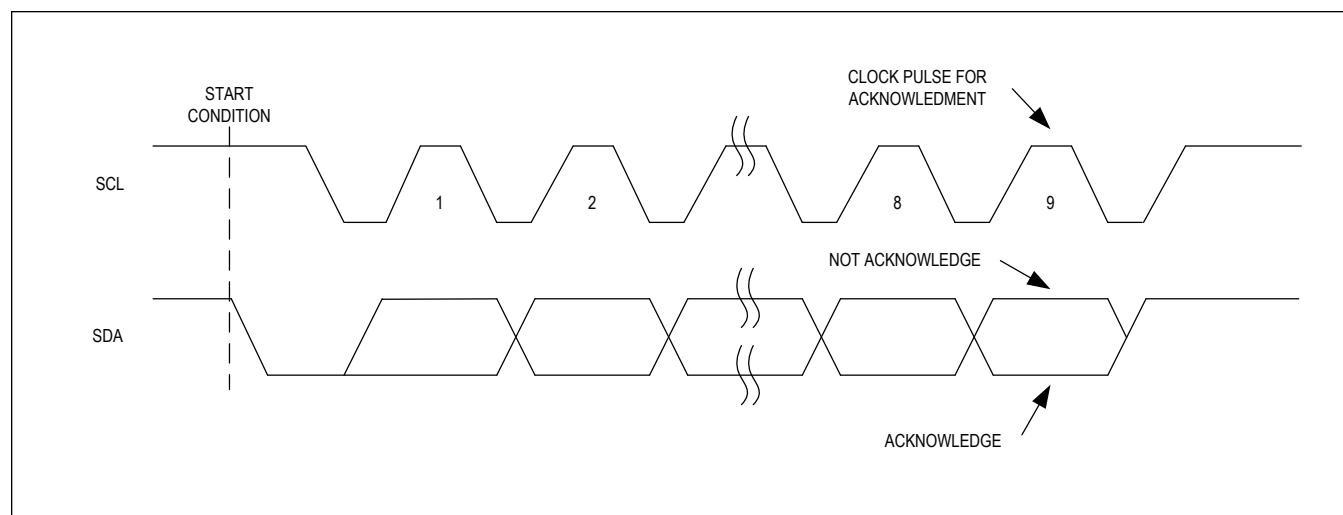 START
CONDITION
CLOCK PULSE FOR
ACKNOWLEDMENT
SCL
1
2
8
9
NOT ACKNOWLEDGE
SDA
ACKNOWLEDGE